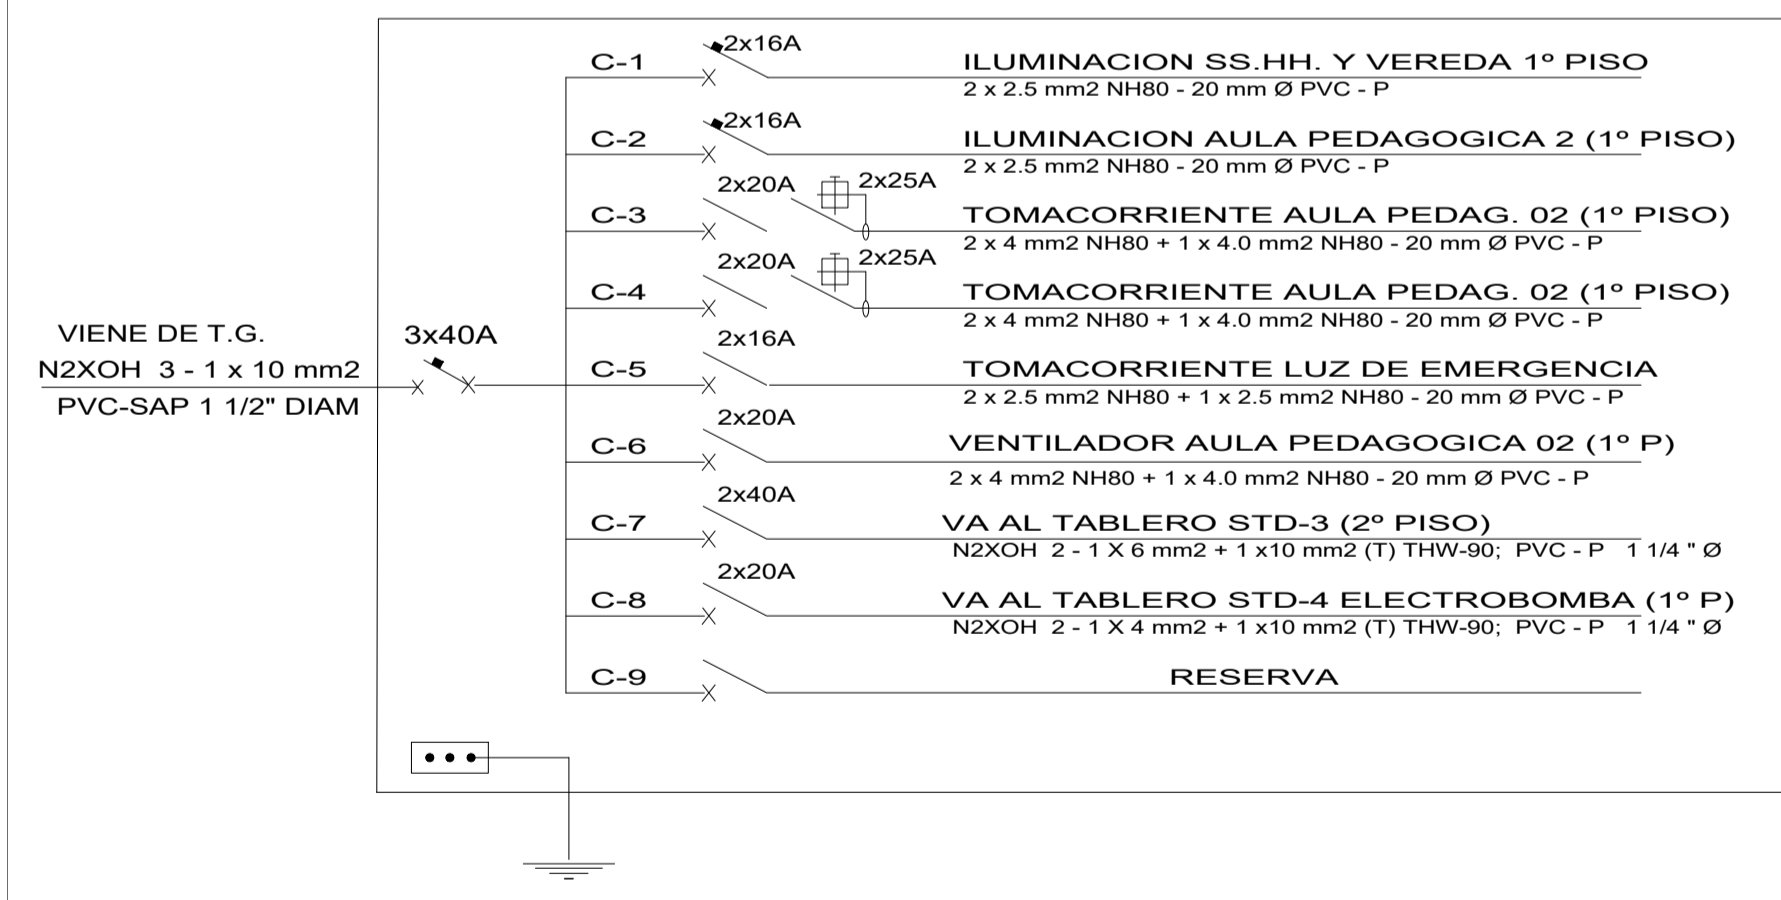 VIENE DE T.G.
N2XOH 3 - 1 x 10 mm2
PVC-SAP 1 1/2" DIAM
3x40A
C-1
2x16A
ILUMINACION SS.HH. Y VEREDA 1º PISO
2 x 2.5 mm2 NH80 - 20 mm Ø PVC - P
C-2
2x16A
ILUMINACION AULA PEDAGOGICA 2 (1º PISO)
2 x 2.5 mm2 NH80 - 20 mm Ø PVC - P
C-3
2x20A
2x25A
TOMACORRIENTE AULA PEDAG. 02 (1º PISO)
2 x 4 mm2 NH80 + 1 x 4.0 mm2 NH80 - 20 mm Ø PVC - P
C-4
2x20A
2x25A
TOMACORRIENTE AULA PEDAG. 02 (1º PISO)
2 x 4 mm2 NH80 + 1 x 4.0 mm2 NH80 - 20 mm Ø PVC - P
C-5
2x16A
TOMACORRIENTE LUZ DE EMERGENCIA
2 x 2.5 mm2 NH80 + 1 x 2.5 mm2 NH80 - 20 mm Ø PVC - P
C-6
2x20A
VENTILADOR AULA PEDAGOGICA 02 (1º P)
2 x 4 mm2 NH80 + 1 x 4.0 mm2 NH80 - 20 mm Ø PVC - P
C-7
2x40A
VA AL TABLERO STD-3 (2º PISO)
N2XOH 2 - 1 X 6 mm2 + 1 x10 mm2 (T) THW-90; PVC - P 1 1/4 " Ø
C-8
2x20A
VA AL TABLERO STD-4 ELECTROBOMBA (1º P)
N2XOH 2 - 1 X 4 mm2 + 1 x10 mm2 (T) THW-90; PVC - P 1 1/4 " Ø
C-9
RESERVA